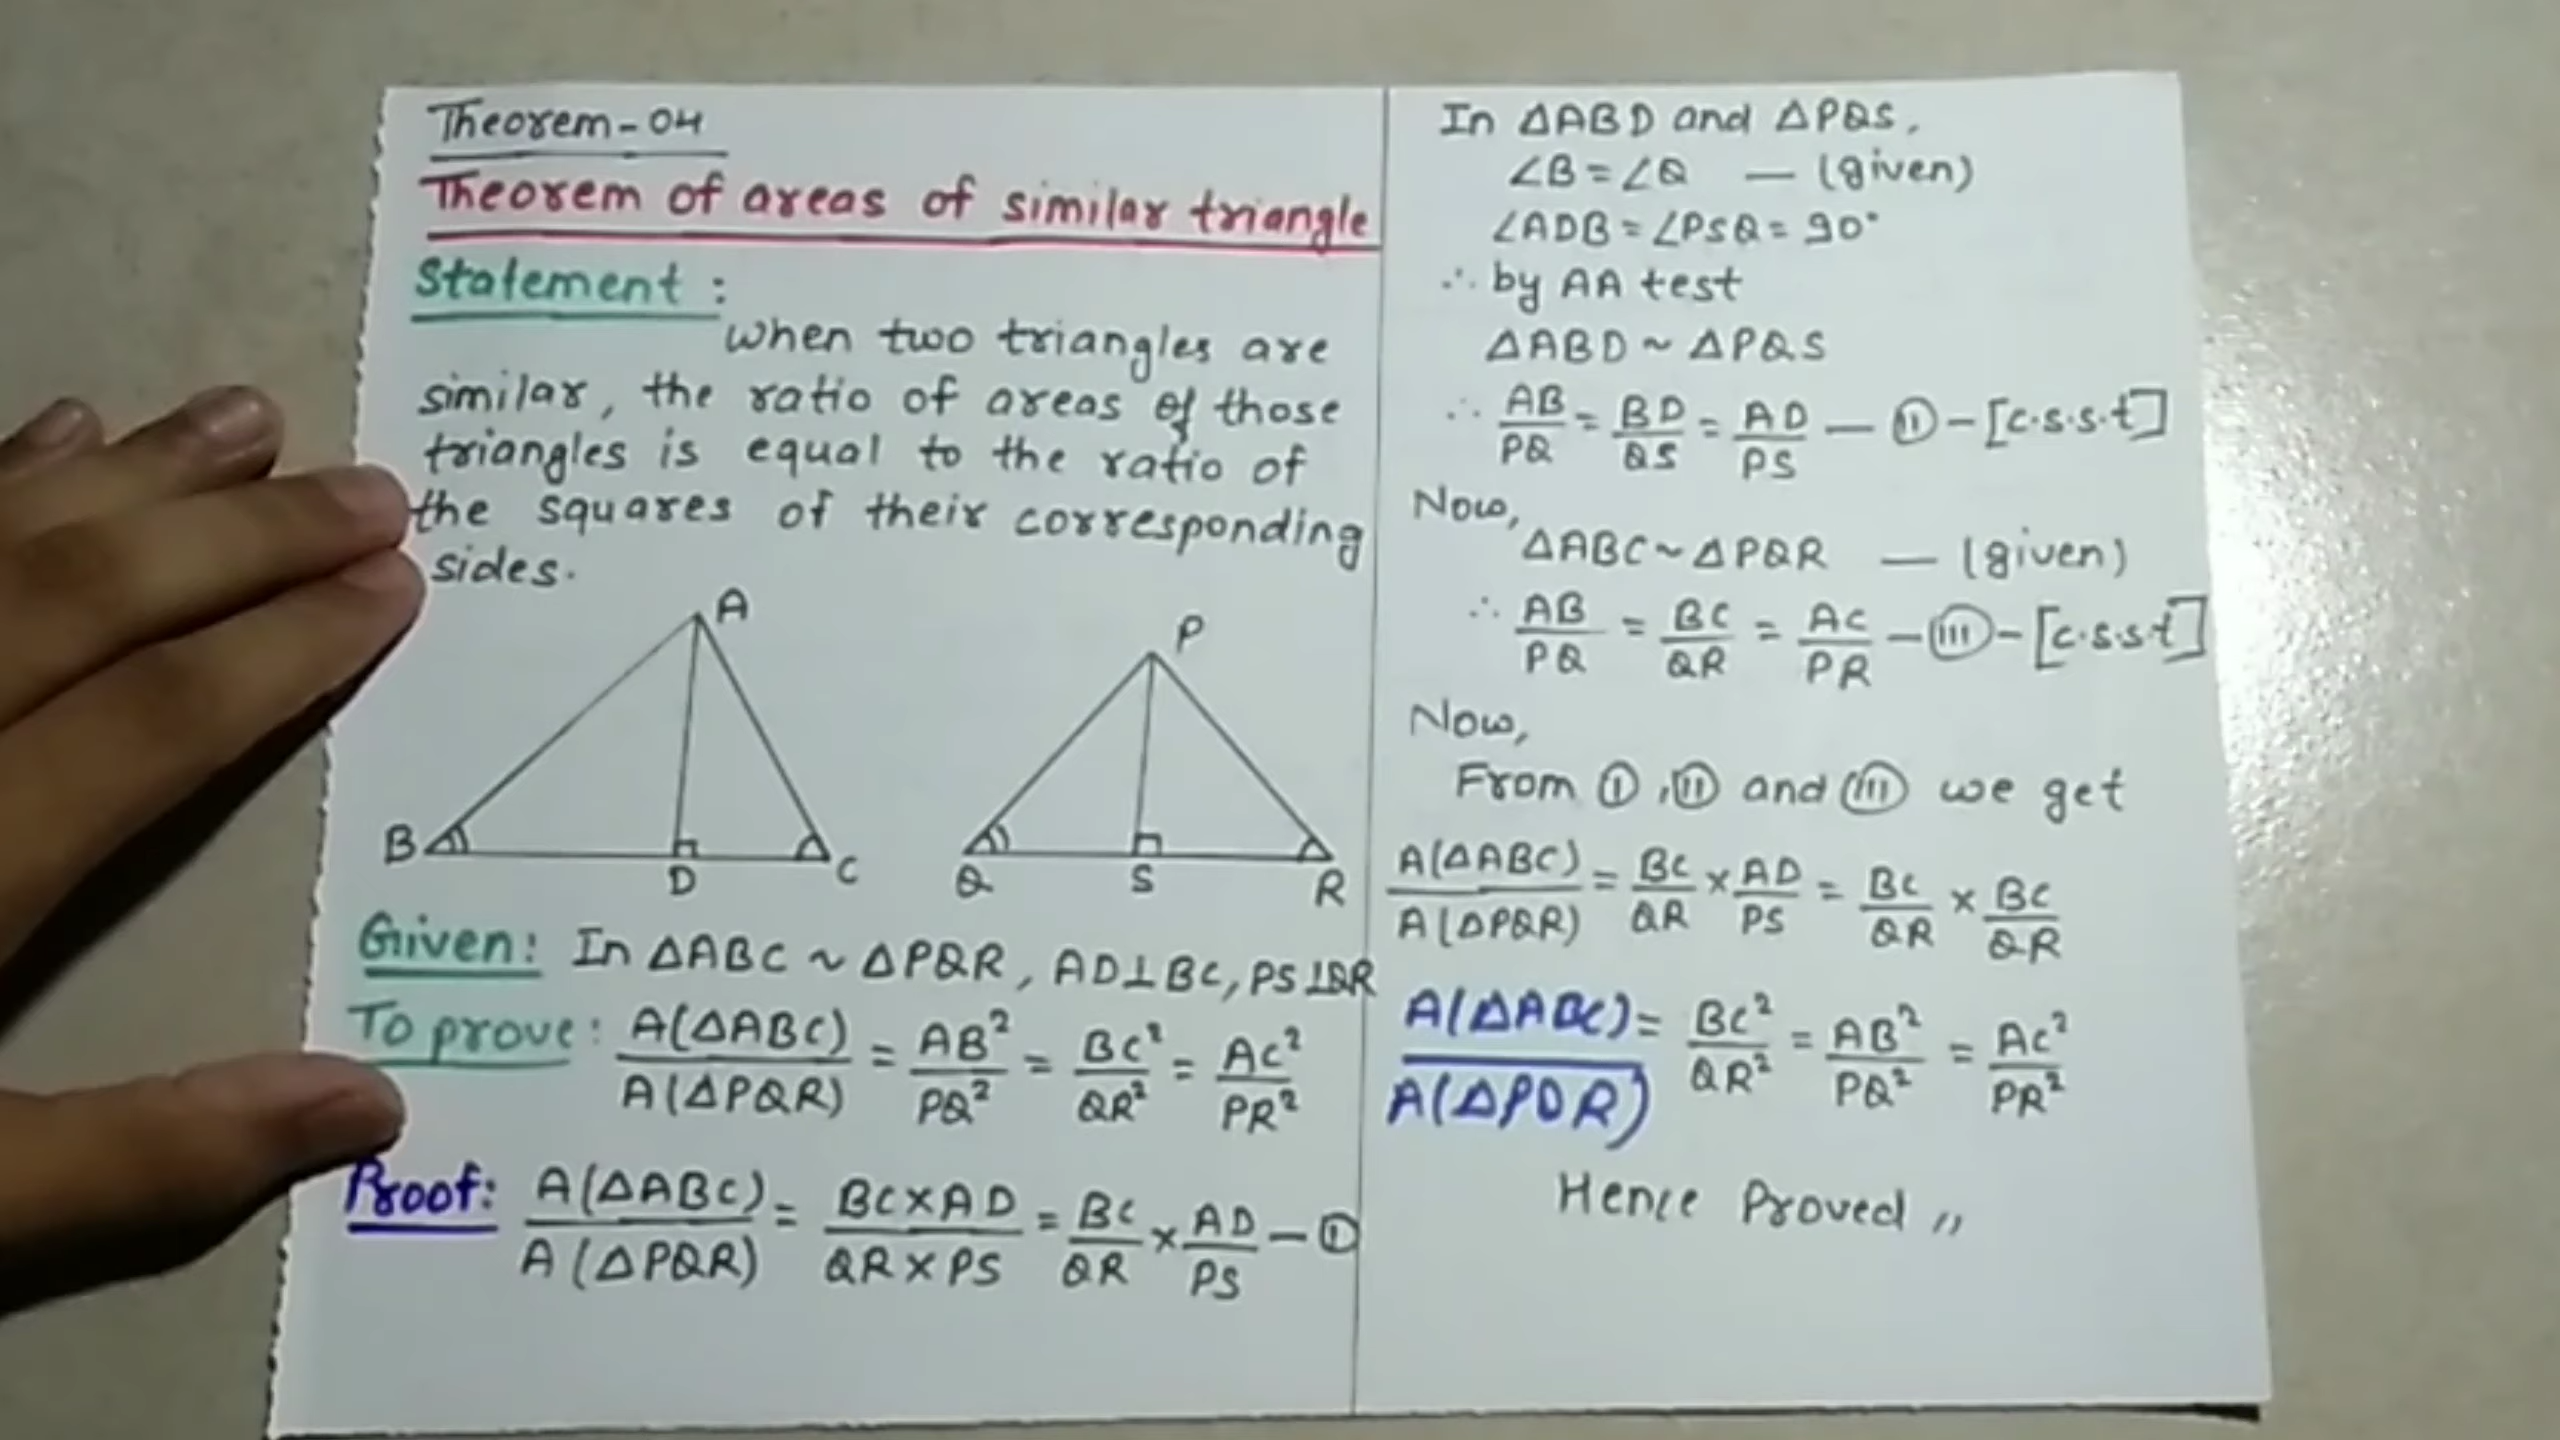 Theorem-04
Theorem of areas of similar triangle
Statement :
When two triangles are
similar, the ratio of areas of those
triangles is equal to the ratio of
the squares of their corresponding
sides.
A
P
B
D
C
Q
S
R
Given: In ΔABC ~ ΔPQR, AD⊥BC, PS⊥QR
To prove: A(ΔABC)/A(ΔPQR) = AB²/PQ² = BC²/QR² = AC²/PR²
Proof: A(ΔABC)/A(ΔPQR) = BC×AD/QR×PS = BC/QR × AD/PS — Ⓘ
In ΔABD and ΔPQS,
∠B = ∠Q — (given)
∠ADB = ∠PSQ = 90°
∴ by AA test
ΔABD ~ ΔPQS
∴ AB/PQ = BD/QS = AD/PS — (II) – [c.s.s.t]
Now,
ΔABC ~ ΔPQR — (given)
∴ AB/PQ = BC/QR = AC/PR — (III) – [c.s.s.t]
Now,
From (I), (II) and (III) we get
A(ΔABC)/A(ΔPQR) = BC/QR × AD/PS = BC/QR × BC/QR
A(ΔABC)/A(ΔPQR) = BC²/QR² = AB²/PQ² = AC²/PR²
Hence Proved,,